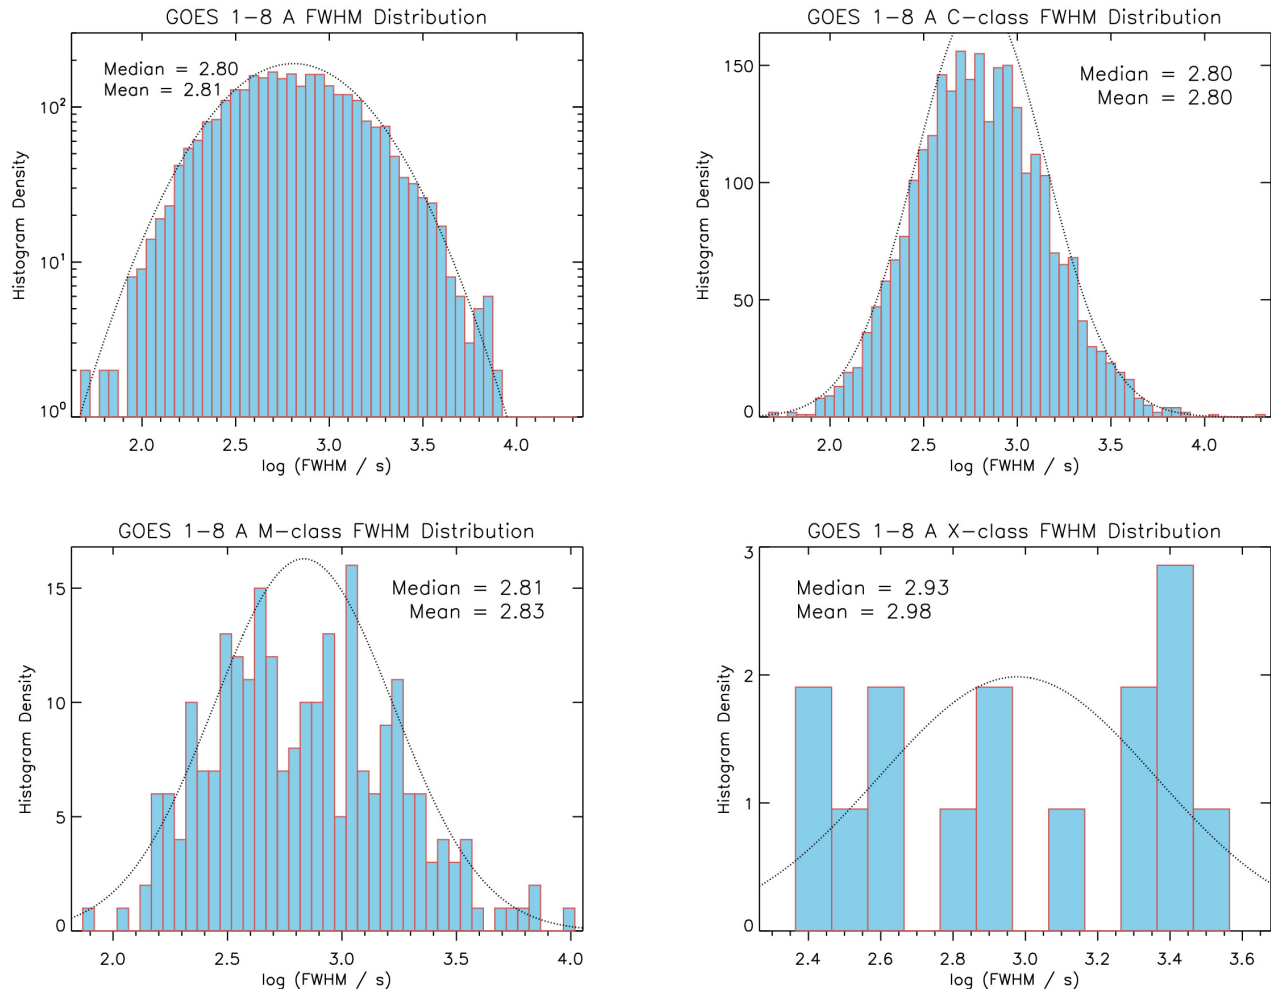 GOES 1-8 A FWHM Distribution
Median = 2.80
Mean = 2.81
10²
10¹
10⁰
Histogram Density
2.0 2.5 3.0 3.5 4.0
log (FWHM / s)
GOES 1-8 A C-class FWHM Distribution
Median = 2.80
Mean = 2.80
150
100
50
0
Histogram Density
2.0 2.5 3.0 3.5 4.0
log (FWHM / s)
GOES 1-8 A M-class FWHM Distribution
Median = 2.81
Mean = 2.83
15
10
5
0
Histogram Density
2.0 2.5 3.0 3.5 4.0
log (FWHM / s)
GOES 1-8 A X-class FWHM Distribution
Median = 2.93
Mean = 2.98
3
2
1
0
Histogram Density
2.4 2.6 2.8 3.0 3.2 3.4 3.6
log (FWHM / s)